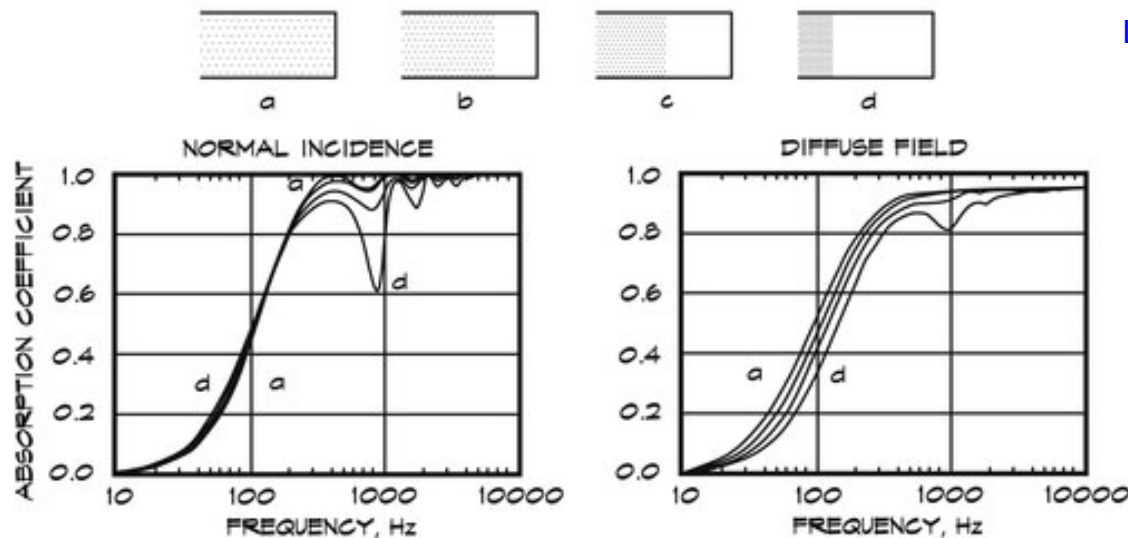 a b c d
NORMAL INCIDENCE
ABSORPTION COEFFICIENT
1.0
0.8
0.6
0.4
0.2
0.0
a
d
d a
10 100 1000 10000
FREQUENCY, Hz
DIFFUSE FIELD
1.0
0.8
0.6
0.4
0.2
0.0
a d
10 100 1000 10000
FREQUENCY, Hz